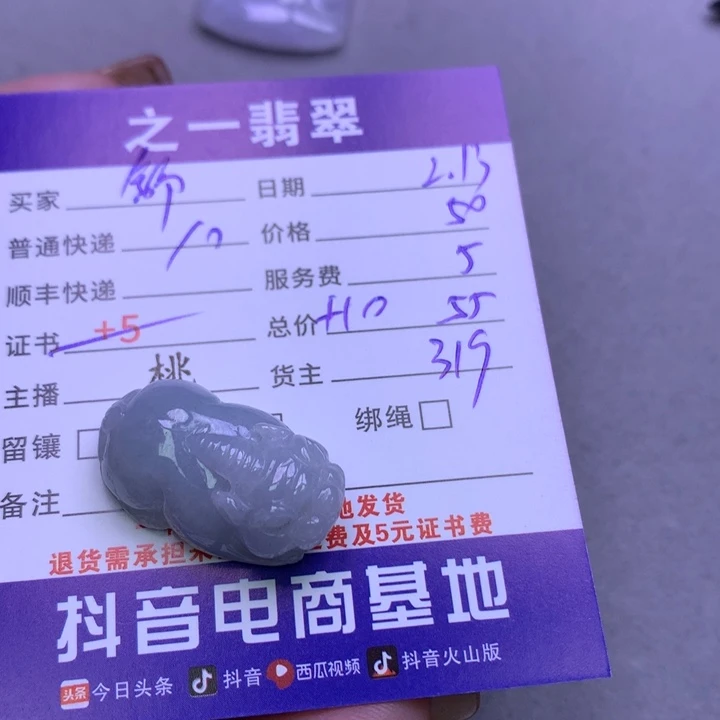 之一翡翠
买家 日期 2.13
普通快递 10 价格 50
顺丰快递 服务费 5
证书 +5 总价 +10 55
主播 桃 货主 319
留镶 绑绳
备注
地发货
退货需承担来 费及5元证书费
抖音电商基地
头条 今日头条 抖音 西瓜视频 抖音火山版